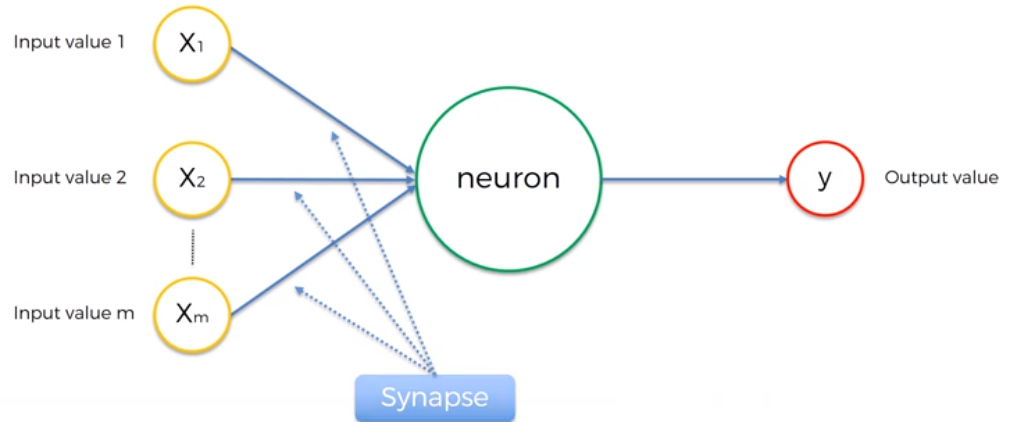 Input value 1
X₁
Input value 2
X₂
neuron
y
Output value
Input value m
Xₘ
Synapse